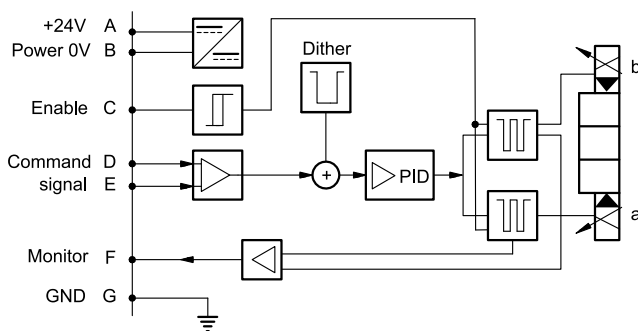 +24V A
Power 0V B
Dither
b
Enable C
Command D
signal E
+
PID
a
Monitor F
GND G